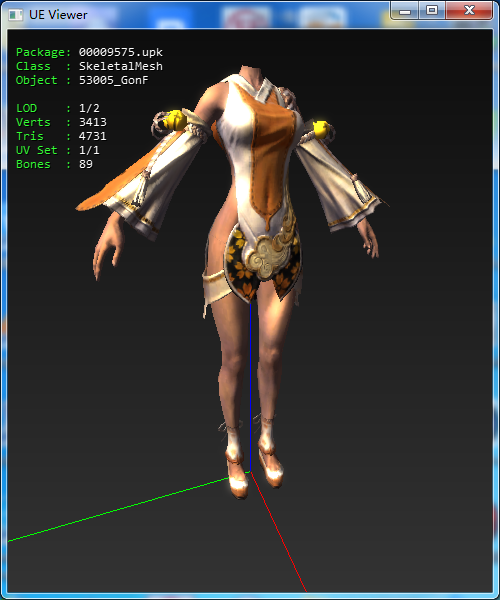 UE Viewer
Package: 00009575.upk
Class : SkeletalMesh
Object : 53005_GonF
LOD : 1/2
Verts : 3413
Tris : 4731
UV Set : 1/1
Bones : 89